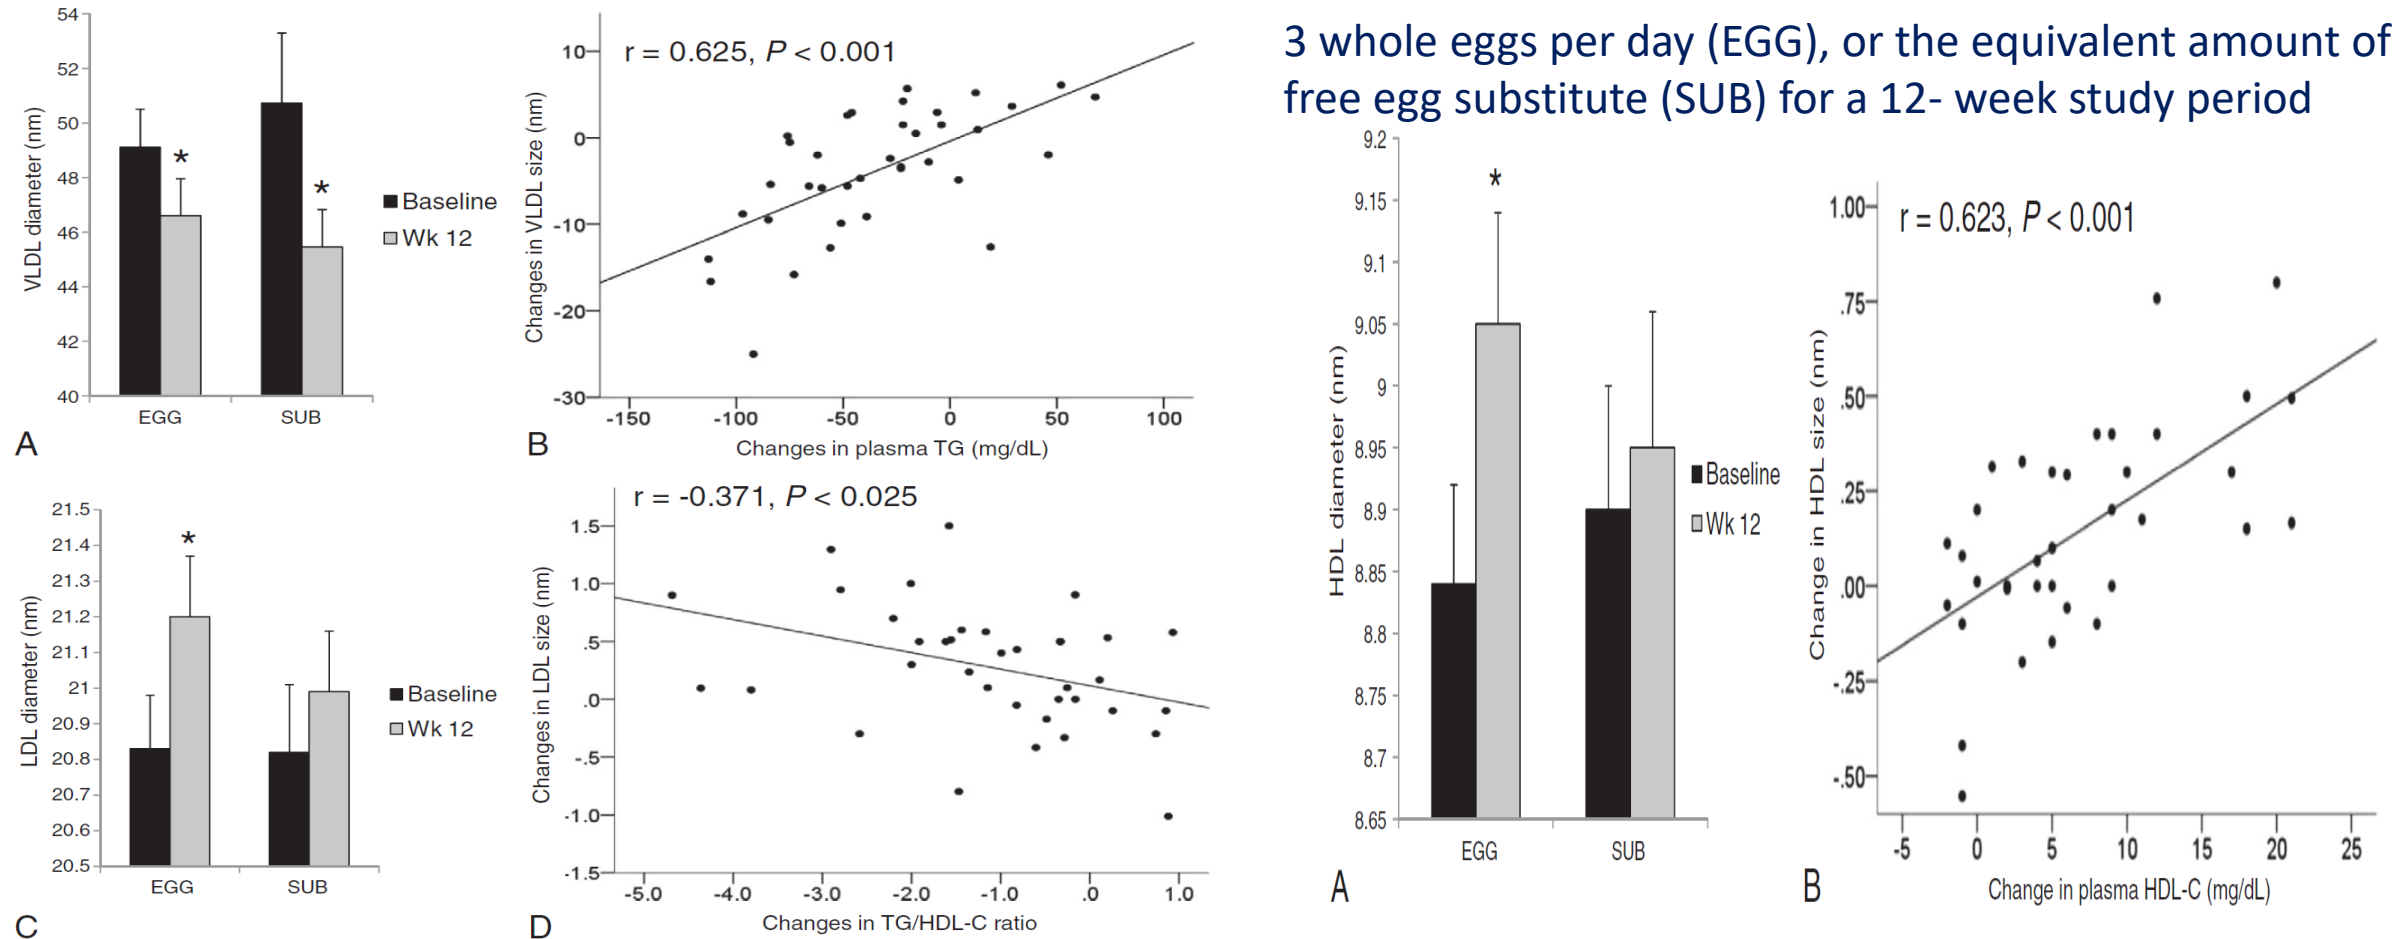 3 whole eggs per day (EGG), or the equivalent amount of
free egg substitute (SUB) for a 12- week study period
54
52
50
48
46
44
42
40
VLDL diameter (nm)
*
*
Baseline
Wk 12
EGG
SUB
A
r = 0.625, P < 0.001
10
0
-10
-20
-30
Changes in VLDL size (nm)
-150
-100
-50
0
50
100
Changes in plasma TG (mg/dL)
B
21.5
21.4
21.3
21.2
21.1
21
20.9
20.8
20.7
20.6
20.5
LDL diameter (nm)
*
Baseline
Wk 12
EGG
SUB
C
r = -0.371, P < 0.025
1.5
1.0
.5
.0
-.5
-1.0
-1.5
Changes in LDL size (nm)
-5.0
-4.0
-3.0
-2.0
-1.0
.0
1.0
Changes in TG/HDL-C ratio
D
9.2
9.15
9.1
9.05
9
8.95
8.9
8.85
8.8
8.75
8.7
8.65
HDL diameter (nm)
*
Baseline
Wk 12
EGG
SUB
A
r = 0.623, P < 0.001
1.00
.75
.50
.25
.00
-.25
-.50
Change in HDL size (nm)
-5
0
5
10
15
20
25
Change in plasma HDL-C (mg/dL)
B